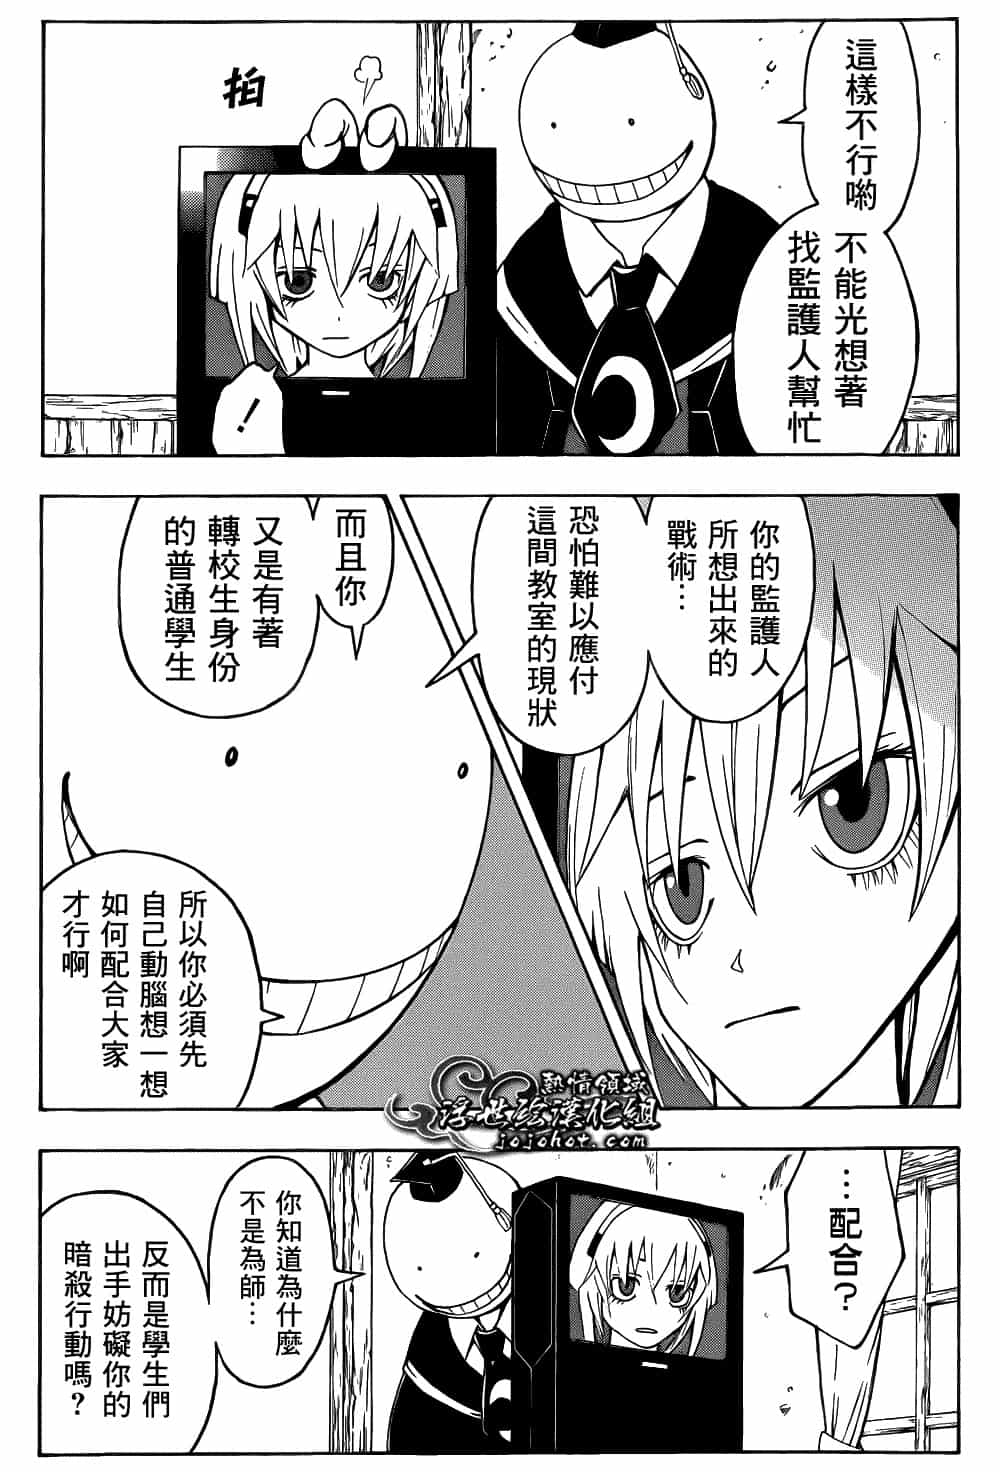 這樣不行喲
不能光想著
找監護人幫忙
拍
！
你的監護人
所想出來的
戰術…
恐怕難以應付
這間教室的現狀
而且你
又是有著
轉校生身份
的普通學生
所以你必須先
自己動腦想一想
如何配合大家
才行啊
熱情領域
浮世绘漢化組
jojohot.com
…配合？
你知道為什麼
不是為師…
反而是學生們
出手妨礙你的
暗殺行動嗎？